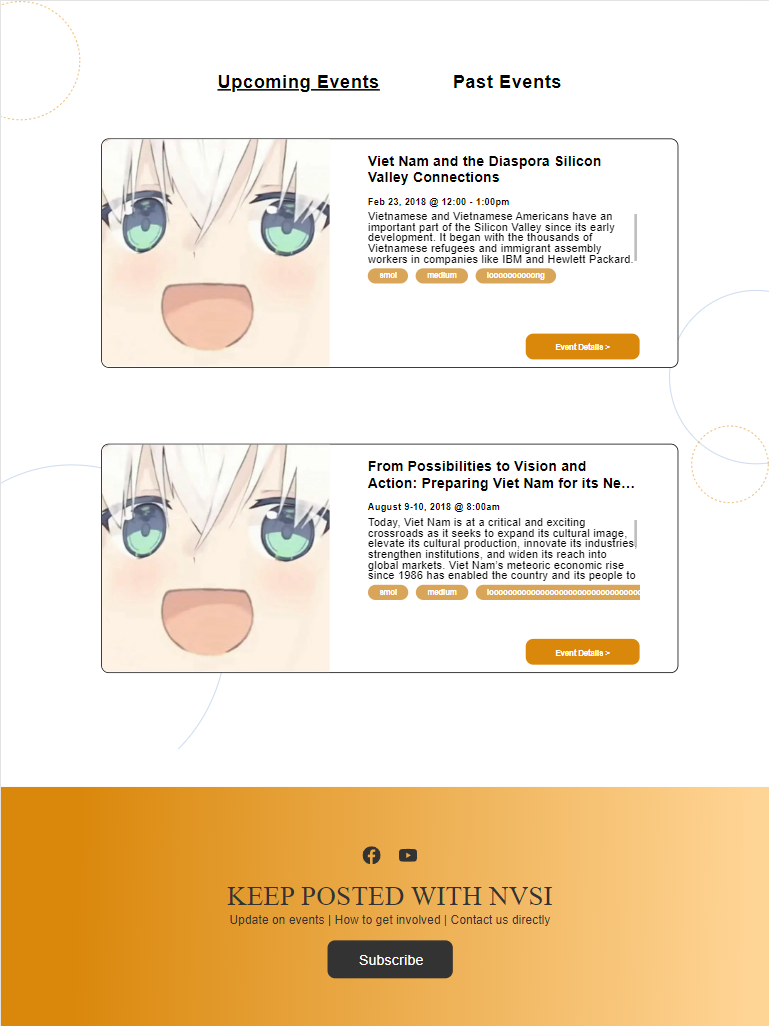 Upcoming Events Past Events
Viet Nam and the Diaspora Silicon
Valley Connections
Feb 23, 2018 @ 12:00 - 1:00pm
Vietnamese and Vietnamese Americans have an
important part of the Silicon Valley since its early
development. It began with the thousands of
Vietnamese refugees and immigrant assembly
workers in companies like IBM and Hewlett Packard.
smol medium looooooooong
Event Details >
From Possibilities to Vision and
Action: Preparing Viet Nam for its Ne...
August 9-10, 2018 @ 8:00am
Today, Viet Nam is at a critical and exciting
crossroads as it seeks to expand its cultural image,
elevate its cultural production, innovate its industries
strengthen institutions, and widen its reach into
global markets. Viet Nam's meteoric economic rise
since 1986 has enabled the country and its people to
smol medium
Event Details >
KEEP POSTED WITH NVSI
Update on events | How to get involved | Contact us directly
Subscribe